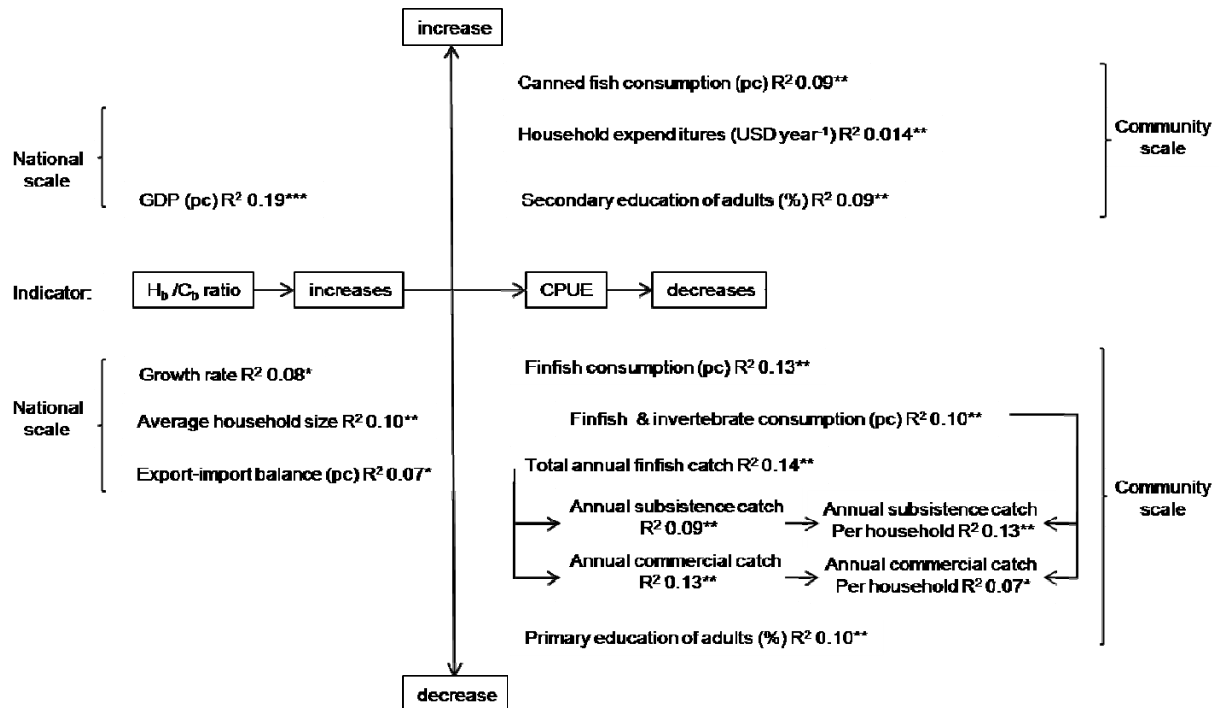 increase
Canned fish consumption (pc) R² 0.09**
Household expenditures (USD year⁻¹) R² 0.014**
Community
scale
National
scale
GDP (pc) R² 0.19***
Secondary education of adults (%) R² 0.09**
Indicator: H_b /C_b ratio increases CPUE decreases
Growth rate R² 0.08*
Finfish consumption (pc) R² 0.13**
National
scale
Average household size R² 0.10**
Finfish & invertebrate consumption (pc) R² 0.10**
Export-import balance (pc) R² 0.07*
Total annual finfish catch R² 0.14**
Community
scale
Annual subsistence catch
R² 0.09**
Annual subsistence catch
Per household R² 0.13**
Annual commercial catch
R² 0.13**
Annual commercial catch
Per household R² 0.07*
Primary education of adults (%) R² 0.10**
decrease